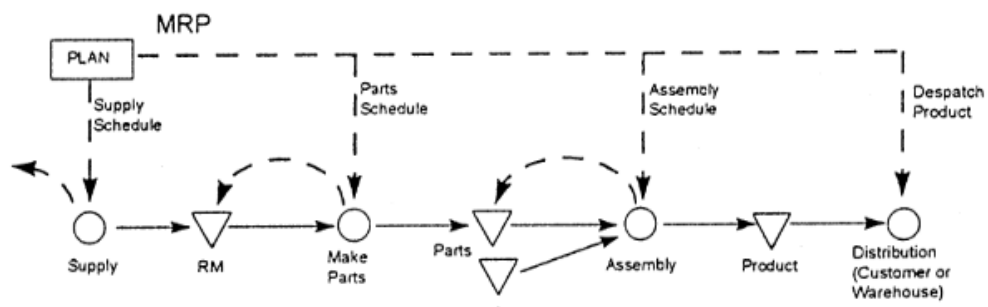 MRP
PLAN
Supply
Schedule
Parts
Schedule
Assembly
Schedule
Despatch
Product
Supply
RM
Make
Parts
Parts
Assembly
Product
Distribution
(Customer or
Warehouse)